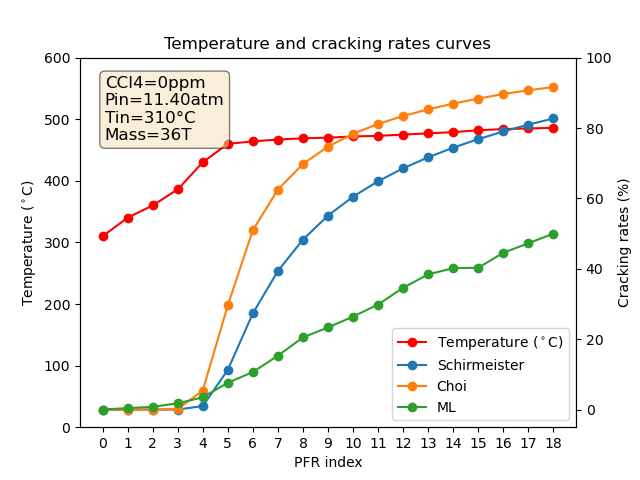 Temperature and cracking rates curves
CCl4=0ppm
Pin=11.40atm
Tin=310°C
Mass=36T
600
500
400
300
200
100
0
Temperature (°C)
100
80
60
40
20
0
Cracking rates (%)
Temperature (°C)
Schirmeister
Choi
ML
0 1 2 3 4 5 6 7 8 9 10 11 12 13 14 15 16 17 18
PFR index